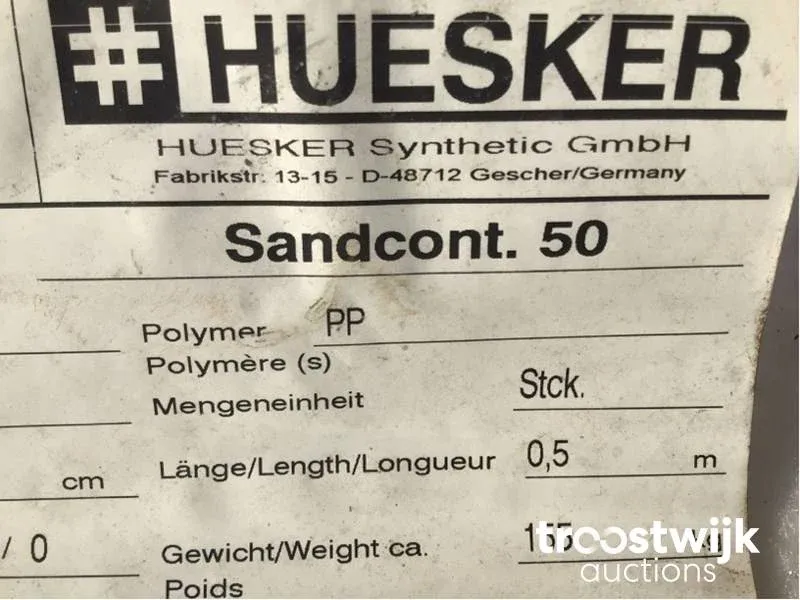 # HUESKER
HUESKER Synthetic GmbH
Fabrikstr. 13-15 - D-48712 Gescher/Germany
Sandcont. 50
Polymer PP
Polymère (s)
Mengeneinheit Stck.
cm Länge/Length/Longueur 0,5 m
/ 0 Gewicht/Weight ca. kg
Poids
troostwijk
auctions